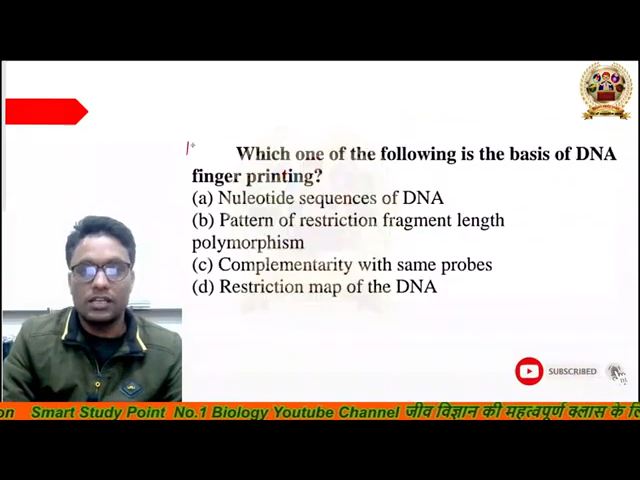 Which one of the following is the basis of DNA
finger printing?
(a) Nuleotide sequences of DNA
(b) Pattern of restriction fragment length
polymorphism
(c) Complementarity with same probes
(d) Restriction map of the DNA
SUBSCRIBED
on Smart Study Point No.1 Biology Youtube Channel जीव विज्ञान की महत्वपूर्ण क्लास के लि